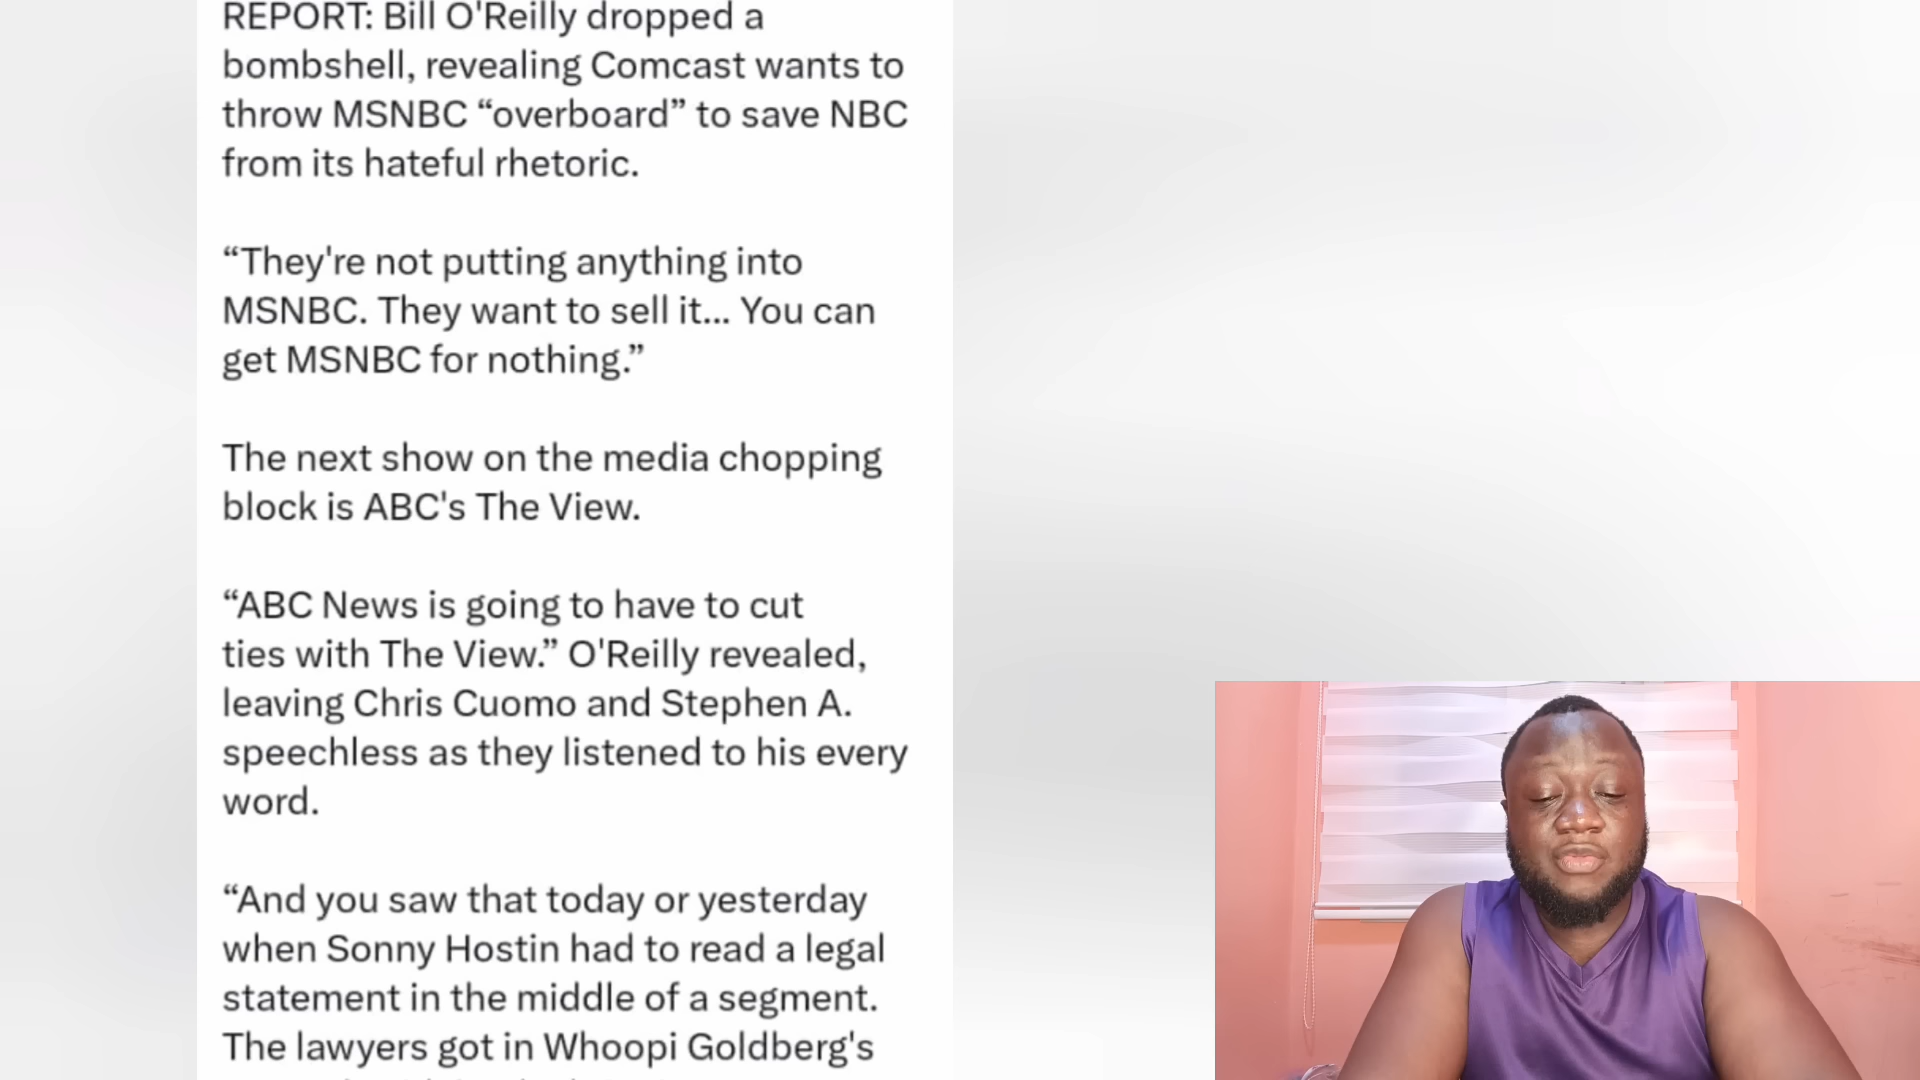 REPORT: Bill O'Reilly dropped a
bombshell, revealing Comcast wants to
throw MSNBC “overboard” to save NBC
from its hateful rhetoric.
“They're not putting anything into
MSNBC. They want to sell it... You can
get MSNBC for nothing.”
The next show on the media chopping
block is ABC's The View.
“ABC News is going to have to cut
ties with The View.” O'Reilly revealed,
leaving Chris Cuomo and Stephen A.
speechless as they listened to his every
word.
“And you saw that today or yesterday
when Sonny Hostin had to read a legal
statement in the middle of a segment.
The lawyers got in Whoopi Goldberg's